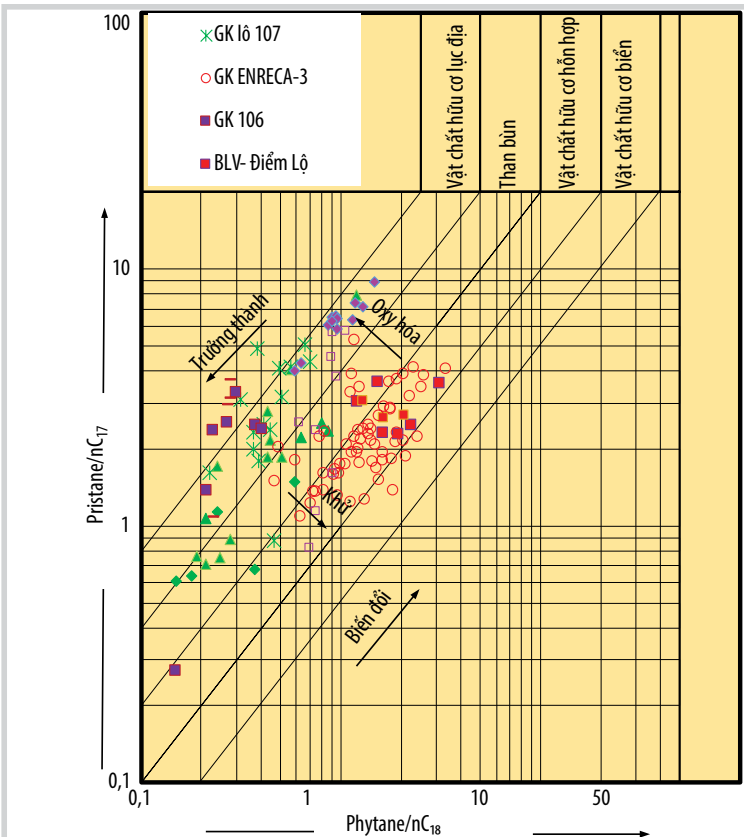 100
GK lô 107
GK ENRECA-3
GK 106
BLV- Điểm Lộ
Vật chất hữu cơ lục địa
Than bùn
Vật chất hữu cơ hỗn hợp
Vật chất hữu cơ biển
10
Trưởng thành
Oxy hóa
Pristane/nC₁₇
1
Khử
Biến đổi
0,1
0,1
1
10
50
Phytane/nC₁₈